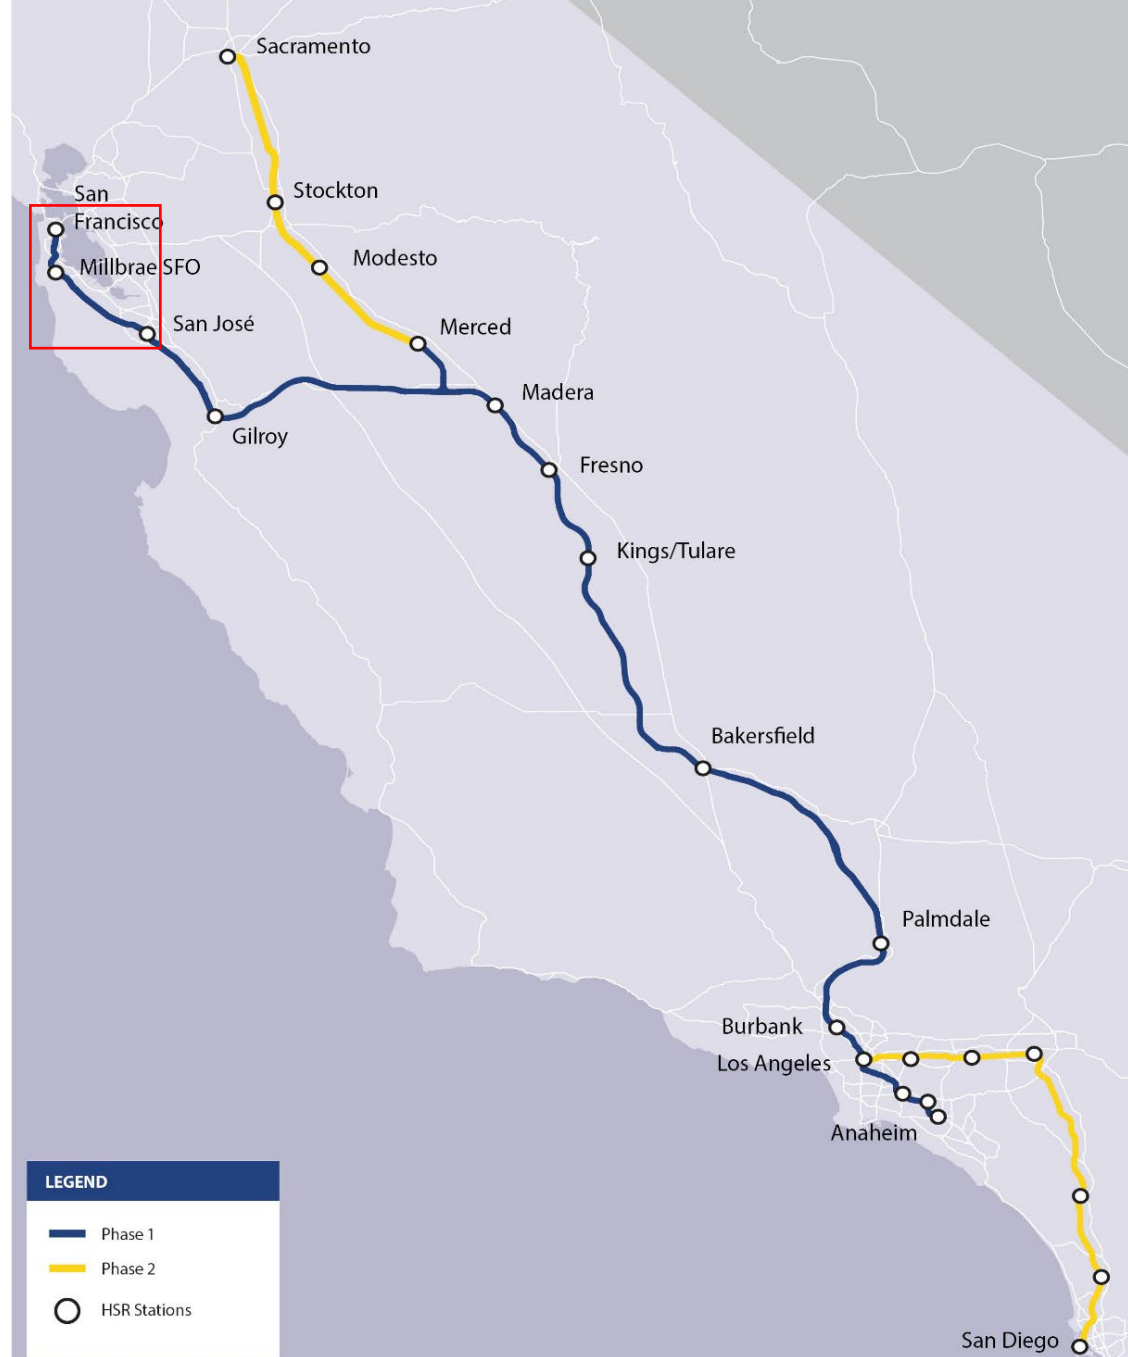 Sacramento
Stockton
San
Francisco
Modesto
Millbrae SFO
San José
Merced
Madera
Gilroy
Fresno
Kings/Tulare
Bakersfield
Palmdale
Burbank
Los Angeles
Anaheim
San Diego
LEGEND
Phase 1
Phase 2
HSR Stations